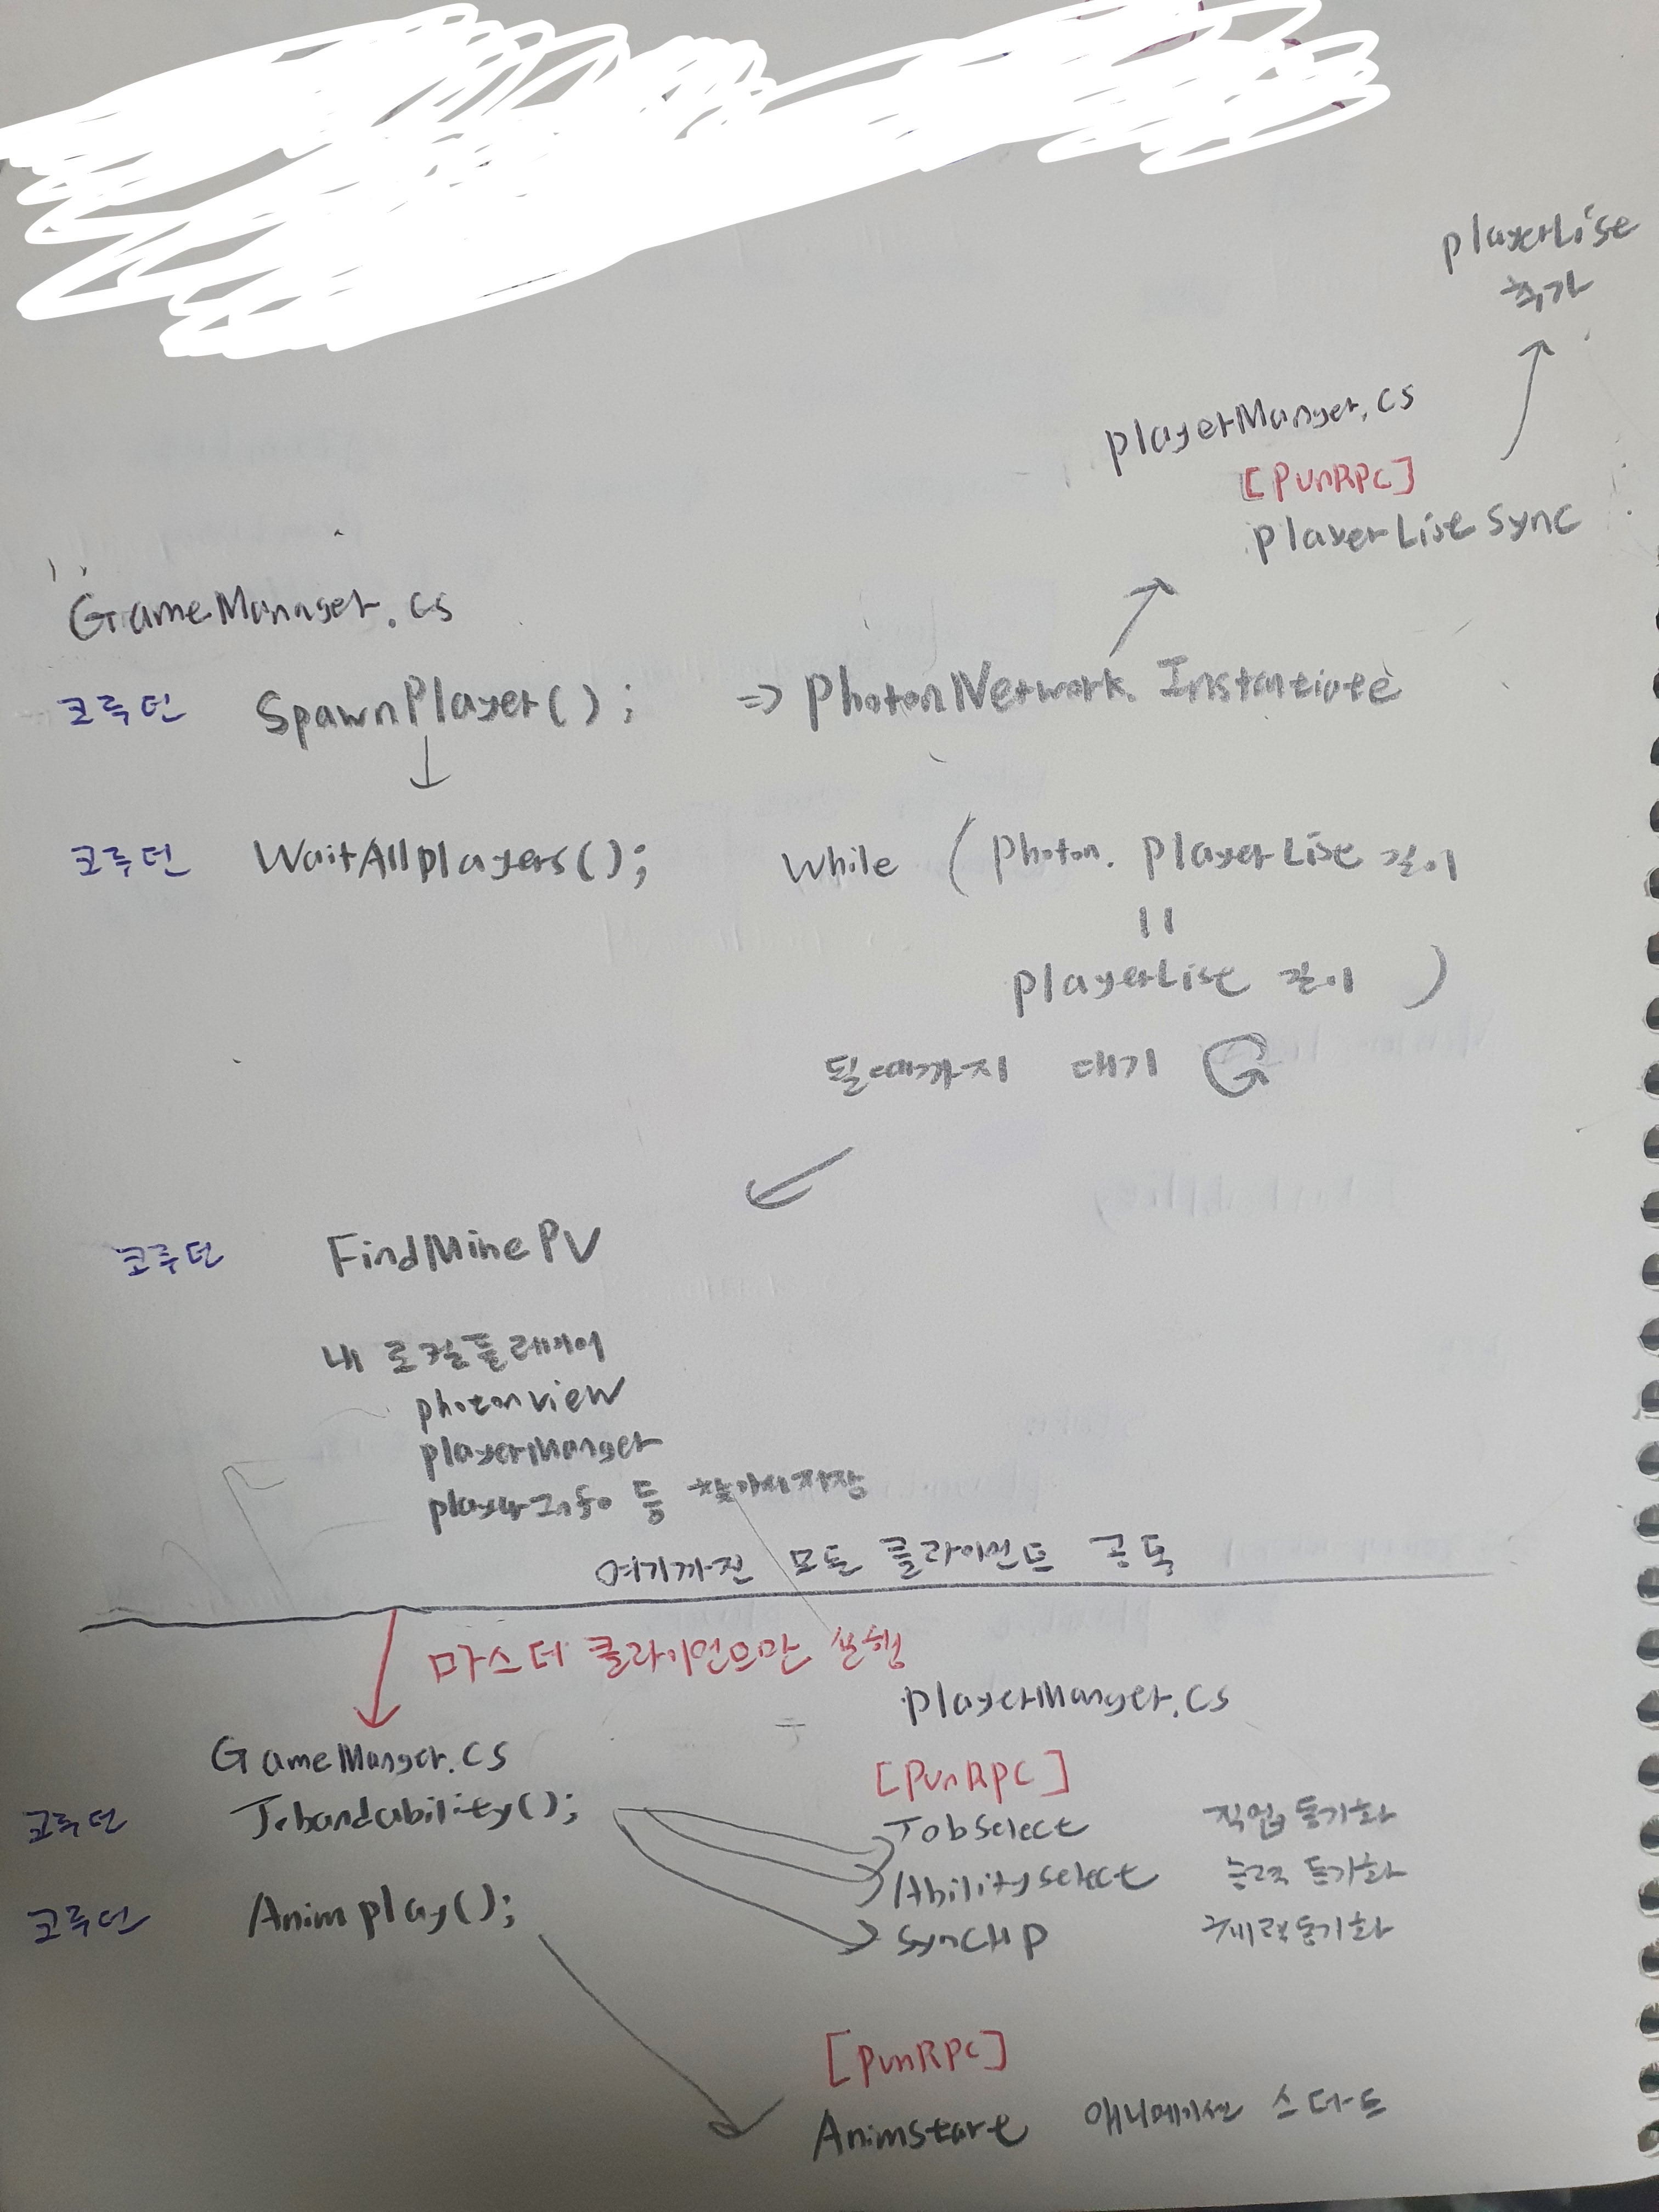 playerList
추가
playerManger.cs
[PunRPC]
playerListSync
GameManager.cs
코루틴 SpawnPlayer(); => PhotonNetwork.Instantiate
코루틴 WaitAllplayers(); while (photon.playerList 길이
=
playerList 길이 )
될때까지 대기
코루틴 FindMinePV
내 로컬플레이어
photonview
playerManger
playerInfo 등 찾아서저장
여기까진 모든 클라이언트 공통
마스터 클라이언트만 실행
playerManger.cs
GameManger.cs
[PunRPC]
코루틴 Jobandability(); JobSelect 직업동기화
AbilitySelect 능력 동기화
코루틴 Animplay(); SyncHP 체력동기화
[PunRPC]
AnimStart 애니메이션 스타트